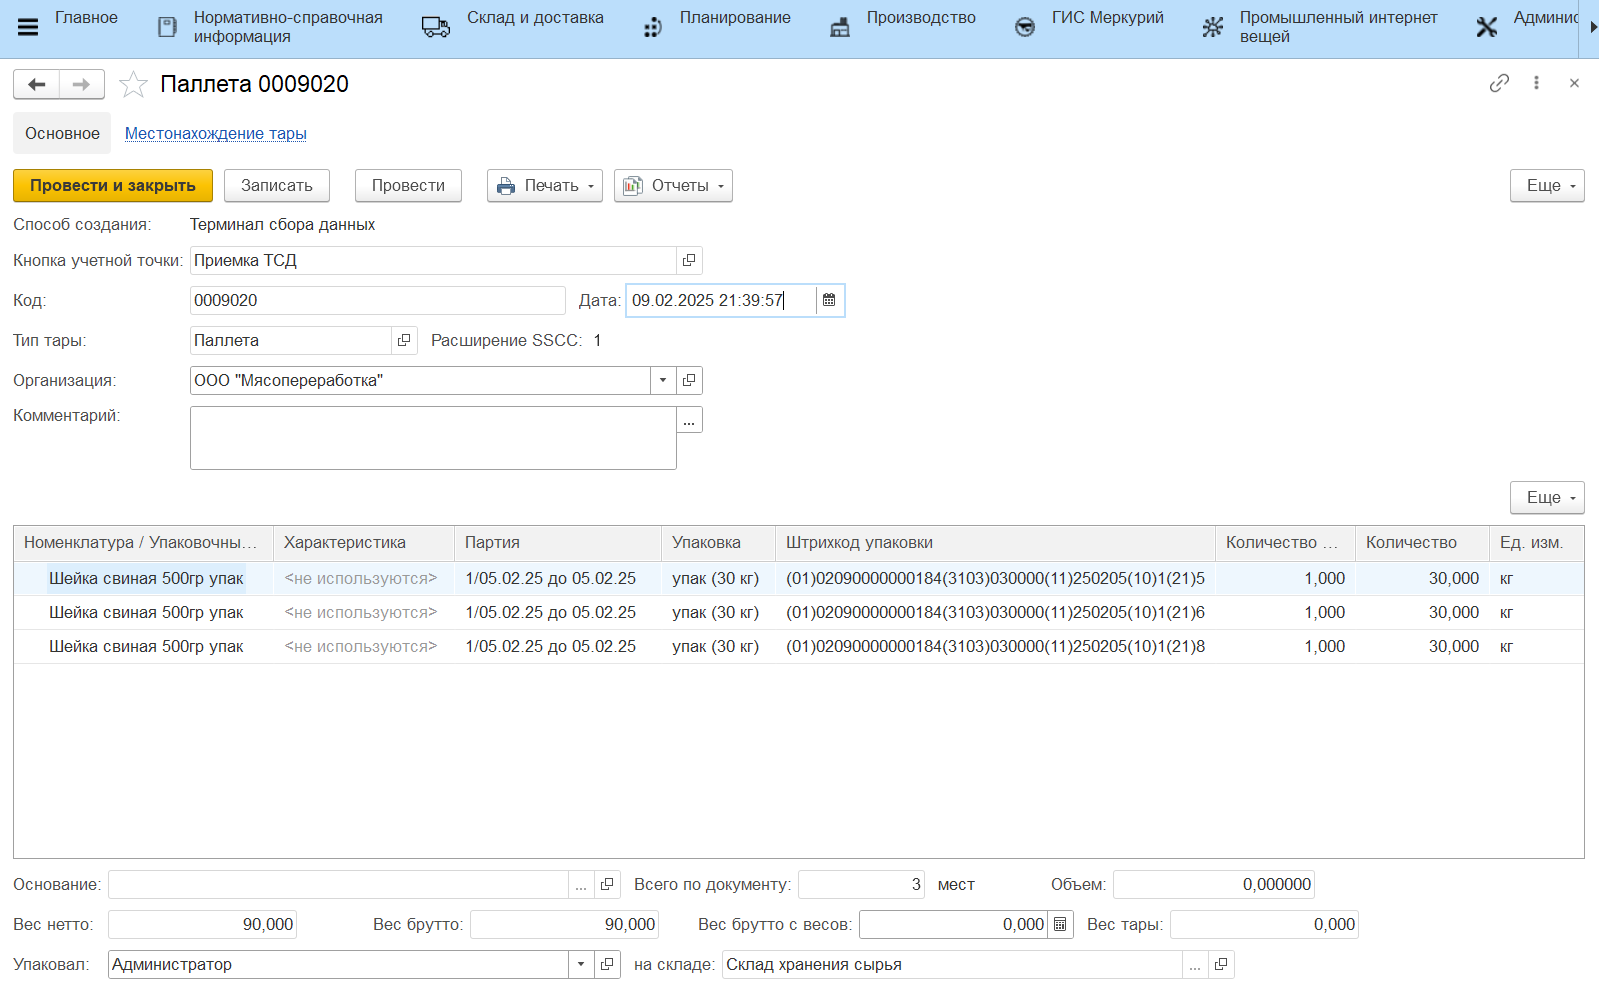 Главное
Нормативно-справочная информация
Склад и доставка
Планирование
Производство
ГИС Меркурий
Промышленный интернет вещей
Админис
Паллета 0009020
Основное Местонахождение тары
Провести и закрыть Записать Провести Печать Отчеты Еще
Способ создания: Терминал сбора данных
Кнопка учетной точки: Приемка ТСД
Код: 0009020 Дата: 09.02.2025 21:39:57
Тип тары: Паллета Расширение SSCC: 1
Организация: ООО "Мясопереработка"
Комментарий: ...
Еще
Номенклатура / Упаковочны... Характеристика Партия Упаковка Штрихкод упаковки Количество ... Количество Ед. изм.
Шейка свиная 500гр упак <не используются> 1/05.02.25 до 05.02.25 упак (30 кг) (01)02090000000184(3103)030000(11)250205(10)1(21)5 1,000 30,000 кг
Шейка свиная 500гр упак <не используются> 1/05.02.25 до 05.02.25 упак (30 кг) (01)02090000000184(3103)030000(11)250205(10)1(21)6 1,000 30,000 кг
Шейка свиная 500гр упак <не используются> 1/05.02.25 до 05.02.25 упак (30 кг) (01)02090000000184(3103)030000(11)250205(10)1(21)8 1,000 30,000 кг
Основание: ... Всего по документу: 3 мест Объем: 0,000000
Вес нетто: 90,000 Вес брутто: 90,000 Вес брутто с весов: 0,000 Вес тары: 0,000
Упаковал: Администратор на складе: Склад хранения сырья ...